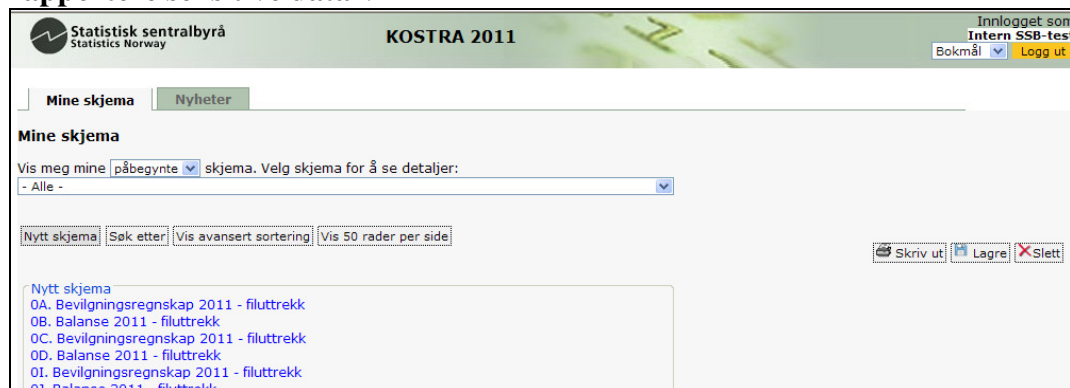 Statistisk sentralbyrå
Statistics Norway
KOSTRA 2011
Innlogget som
Intern SSB-test
Bokmål Logg ut
Mine skjema Nyheter
Mine skjema
Vis meg mine påbegynte skjema. Velg skjema for å se detaljer:
- Alle -
Nytt skjema Søk etter Vis avansert sortering Vis 50 rader per side
Skriv ut Lagre Slett
Nytt skjema
0A. Bevilgningsregnskap 2011 - filuttrekk
0B. Balanse 2011 - filuttrekk
0C. Bevilgningsregnskap 2011 - filuttrekk
0D. Balanse 2011 - filuttrekk
0I. Bevilgningsregnskap 2011 - filuttrekk